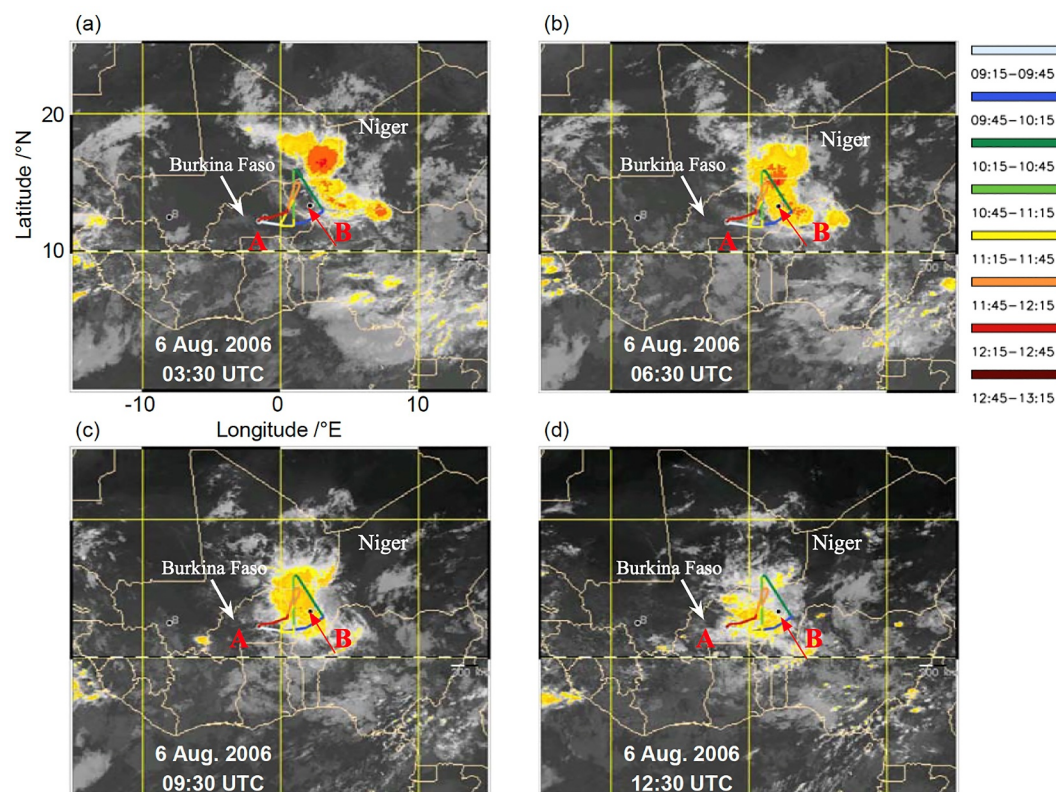 (a)
(b)
Niger
Burkina Faso
A
B
B
6 Aug. 2006
03:30 UTC
20
10
Latitude /°N
-10
0
10
Longitude /°E
Niger
Burkina Faso
A
B
B
6 Aug. 2006
06:30 UTC
09:15–09:45
09:45–10:15
10:15–10:45
10:45–11:15
11:15–11:45
11:45–12:15
12:15–12:45
12:45–13:15
(c)
(d)
Niger
Burkina Faso
A
B
B
6 Aug. 2006
09:30 UTC
Niger
Burkina Faso
A
B
B
6 Aug. 2006
12:30 UTC